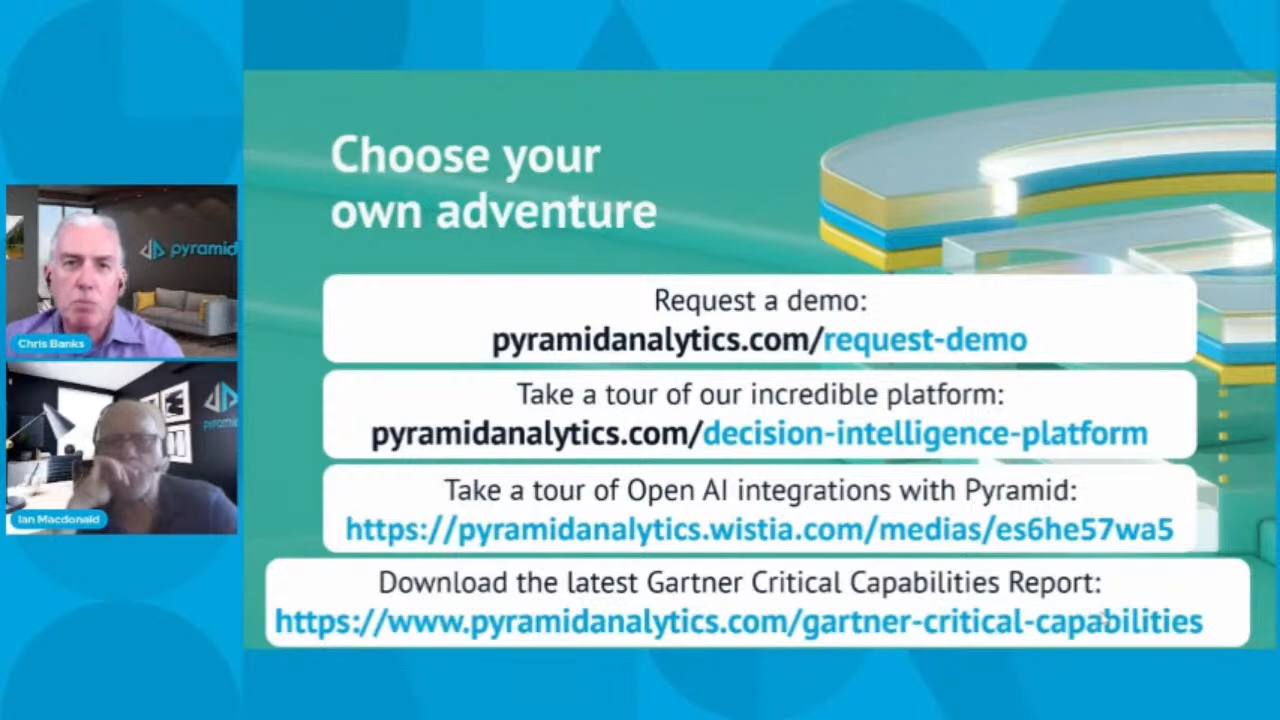 Choose your
own adventure
Request a demo:
pyramidanalytics.com/request-demo
Take a tour of our incredible platform:
pyramidanalytics.com/decision-intelligence-platform
Take a tour of Open AI integrations with Pyramid:
https://pyramidanalytics.wistia.com/medias/es6he57wa5
Download the latest Gartner Critical Capabilities Report:
https://www.pyramidanalytics.com/gartner-critical-capabilities
pyramid
Chris Banks
pyramid
Ian Macdonald